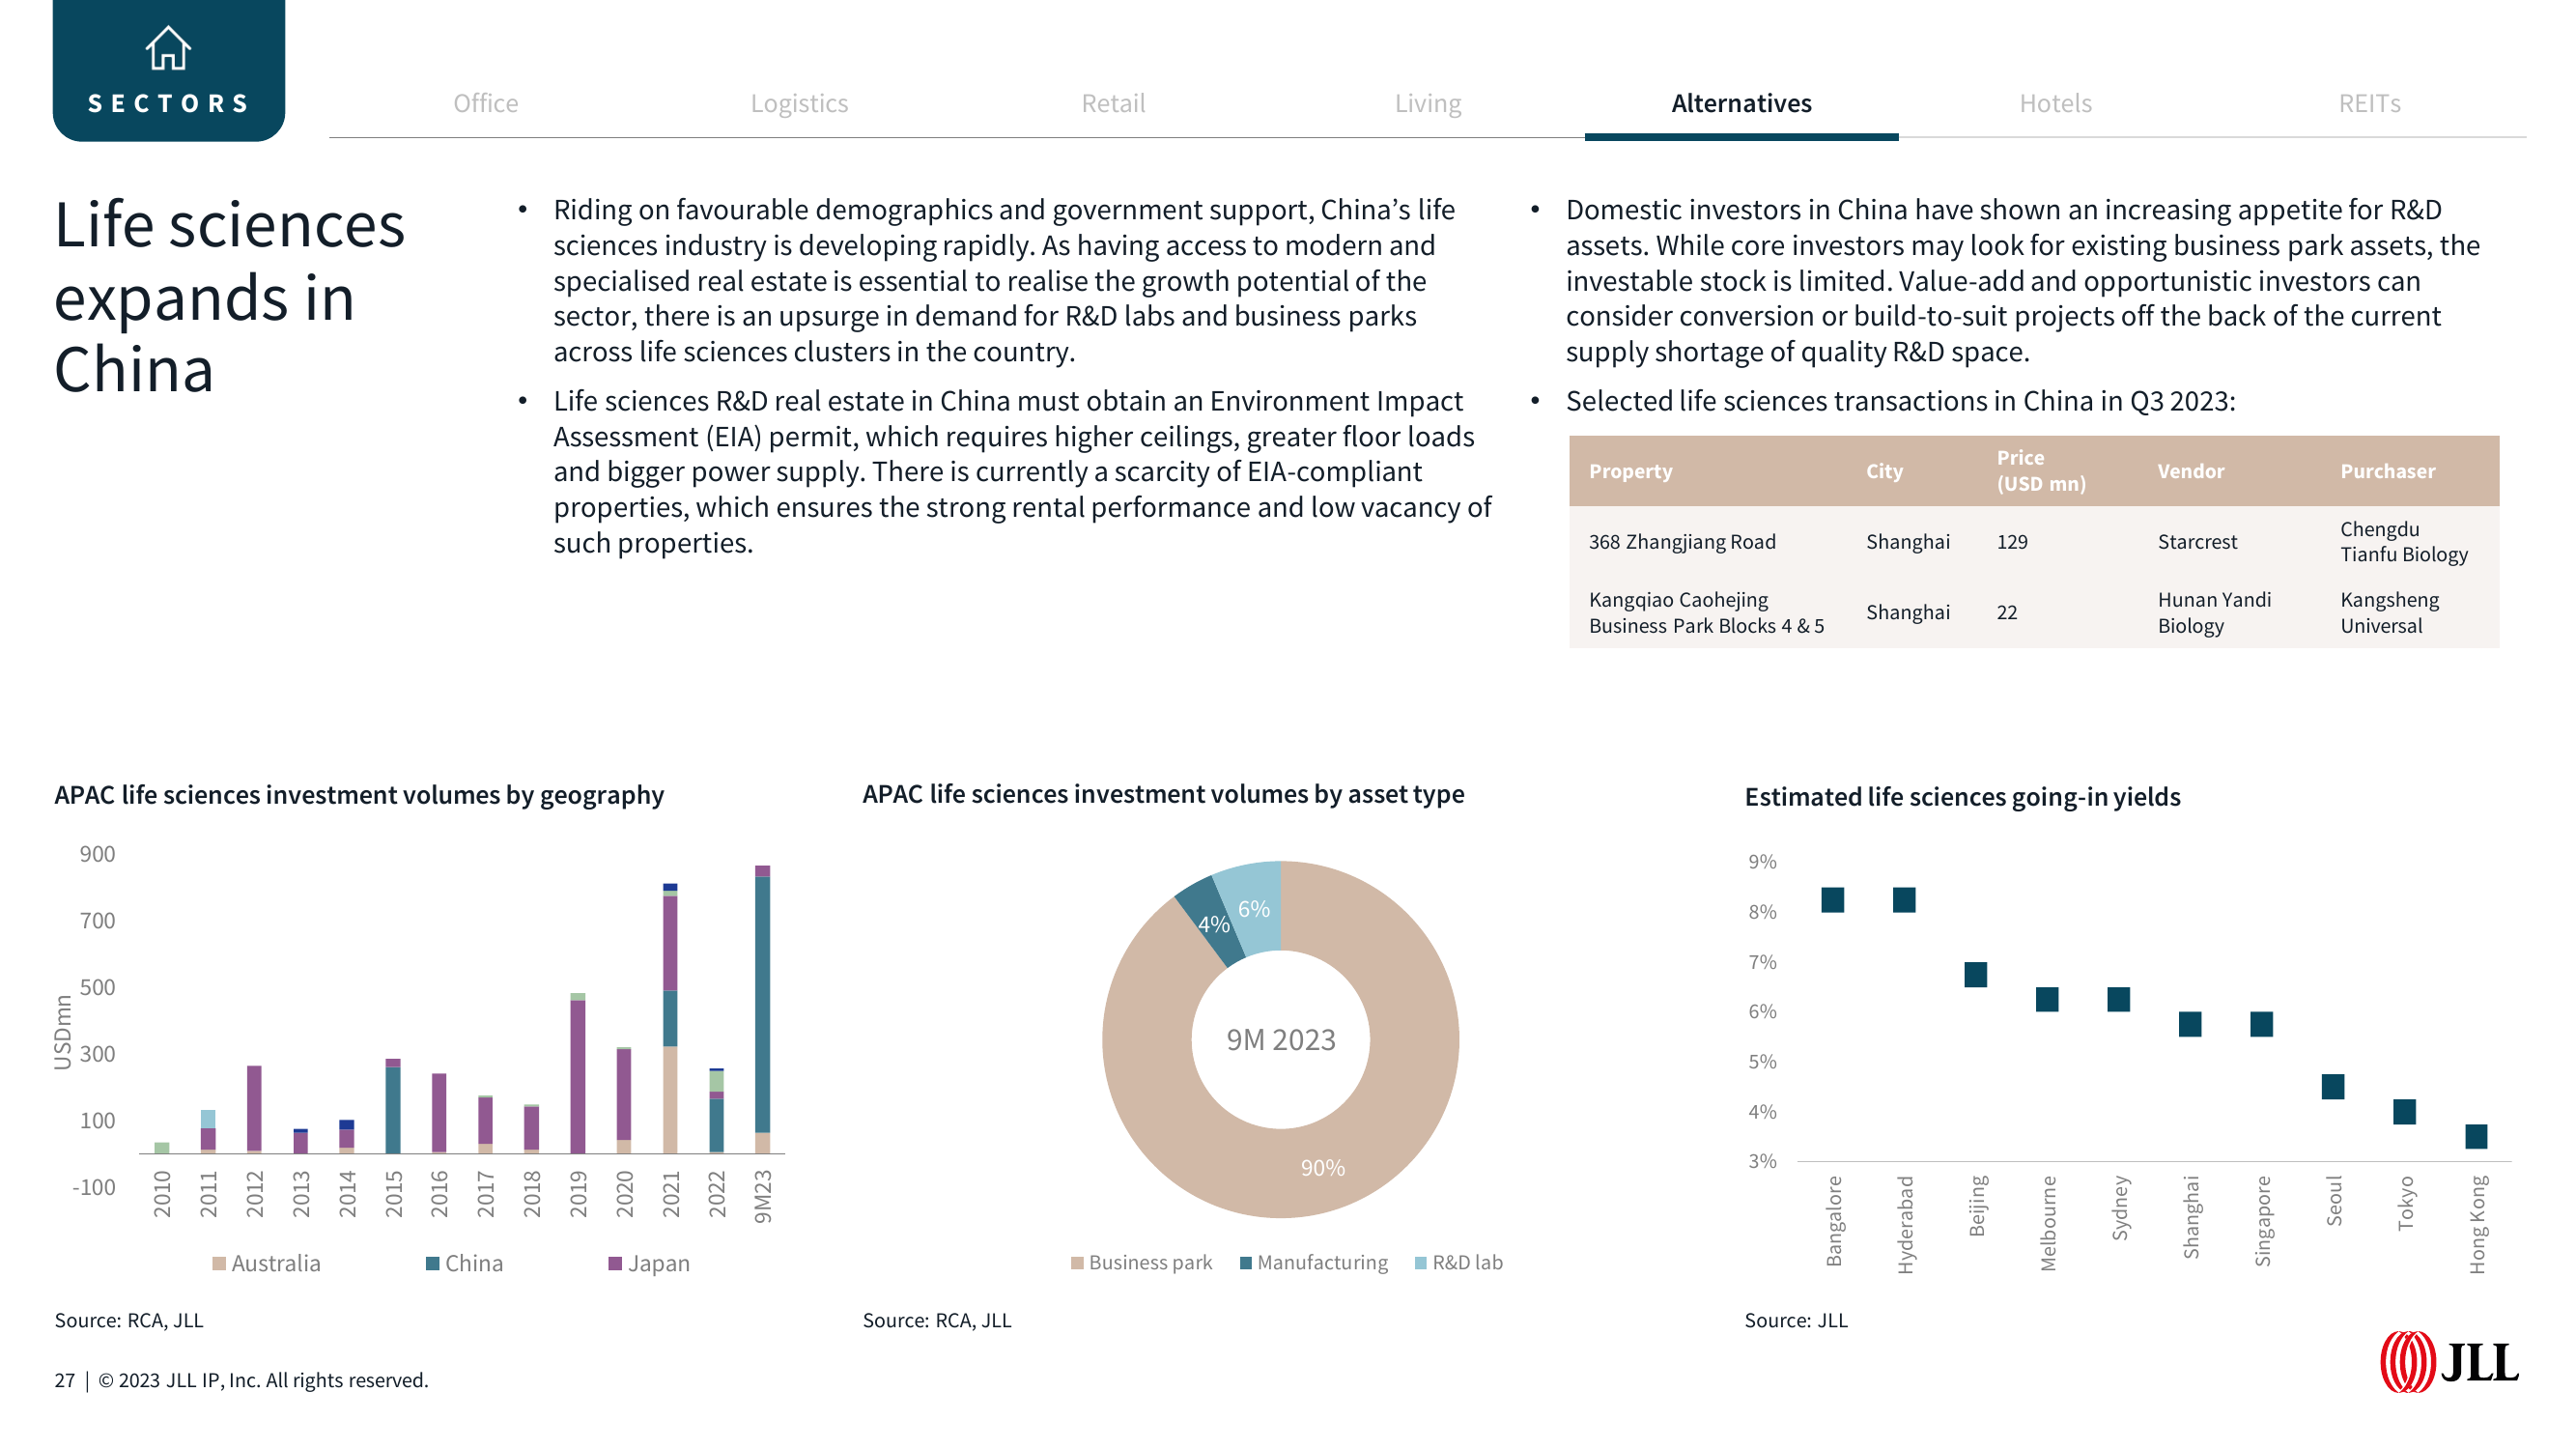 SECTORS
Office
Logistics
Retail
Living
Alternatives
Hotels
REITs
Life sciences
expands in
China
• Riding on favourable demographics and government support, China’s life
sciences industry is developing rapidly. As having access to modern and
specialised real estate is essential to realise the growth potential of the
sector, there is an upsurge in demand for R&D labs and business parks
across life sciences clusters in the country.
• Life sciences R&D real estate in China must obtain an Environment Impact
Assessment (EIA) permit, which requires higher ceilings, greater floor loads
and bigger power supply. There is currently a scarcity of EIA-compliant
properties, which ensures the strong rental performance and low vacancy of
such properties.
• Domestic investors in China have shown an increasing appetite for R&D
assets. While core investors may look for existing business park assets, the
investable stock is limited. Value-add and opportunistic investors can
consider conversion or build-to-suit projects off the back of the current
supply shortage of quality R&D space.
• Selected life sciences transactions in China in Q3 2023:
Property
City
Price
(USD mn)
Vendor
Purchaser
368 Zhangjiang Road
Shanghai
129
Starcrest
Chengdu
Tianfu Biology
Kangqiao Caohejing
Business Park Blocks 4 & 5
Shanghai
22
Hunan Yandi
Biology
Kangsheng
Universal
APAC life sciences investment volumes by geography
900
700
500
300
100
-100
USDmn
2010
2011
2012
2013
2014
2015
2016
2017
2018
2019
2020
2021
2022
9M23
Australia
China
Japan
Source: RCA, JLL
APAC life sciences investment volumes by asset type
4%
6%
9M 2023
90%
Business park
Manufacturing
R&D lab
Source: RCA, JLL
Estimated life sciences going-in yields
9%
8%
7%
6%
5%
4%
3%
Bangalore
Hyderabad
Beijing
Melbourne
Sydney
Shanghai
Singapore
Seoul
Tokyo
Hong Kong
Source: JLL
27 | © 2023 JLL IP, Inc. All rights reserved.
JLL